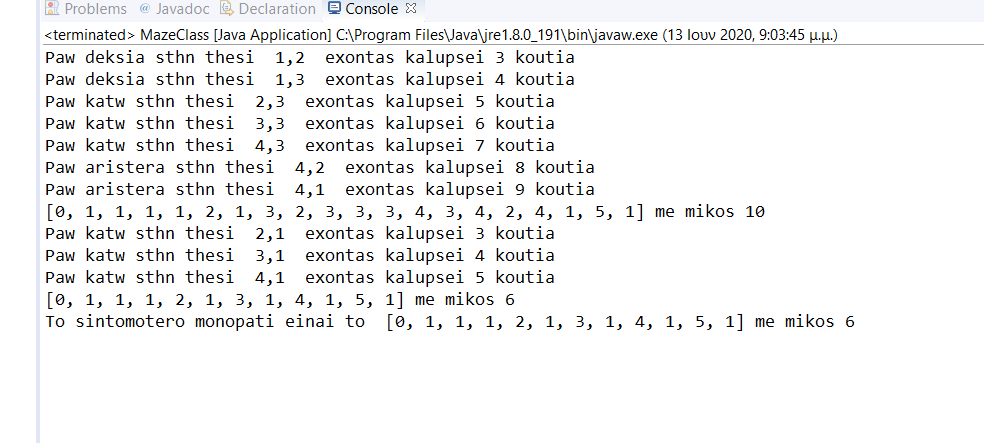 Problems @ Javadoc Declaration Console
<terminated> MazeClass [Java Application] C:\Program Files\Java\jre1.8.0_191\bin\javaw.exe (13 Ιουν 2020, 9:03:45 μ.μ.)
Paw deksia sthn thesi  1,2  exontas kalupsei 3 koutia
Paw deksia sthn thesi  1,3  exontas kalupsei 4 koutia
Paw katw sthn thesi  2,3  exontas kalupsei 5 koutia
Paw katw sthn thesi  3,3  exontas kalupsei 6 koutia
Paw katw sthn thesi  4,3  exontas kalupsei 7 koutia
Paw aristera sthn thesi  4,2  exontas kalupsei 8 koutia
Paw aristera sthn thesi  4,1  exontas kalupsei 9 koutia
[0, 1, 1, 1, 1, 2, 1, 3, 2, 3, 3, 3, 4, 3, 4, 2, 4, 1, 5, 1] me mikos 10
Paw katw sthn thesi  2,1  exontas kalupsei 3 koutia
Paw katw sthn thesi  3,1  exontas kalupsei 4 koutia
Paw katw sthn thesi  4,1  exontas kalupsei 5 koutia
[0, 1, 1, 1, 2, 1, 3, 1, 4, 1, 5, 1] me mikos 6
To sintomotero monopati einai to  [0, 1, 1, 1, 2, 1, 3, 1, 4, 1, 5, 1] me mikos 6